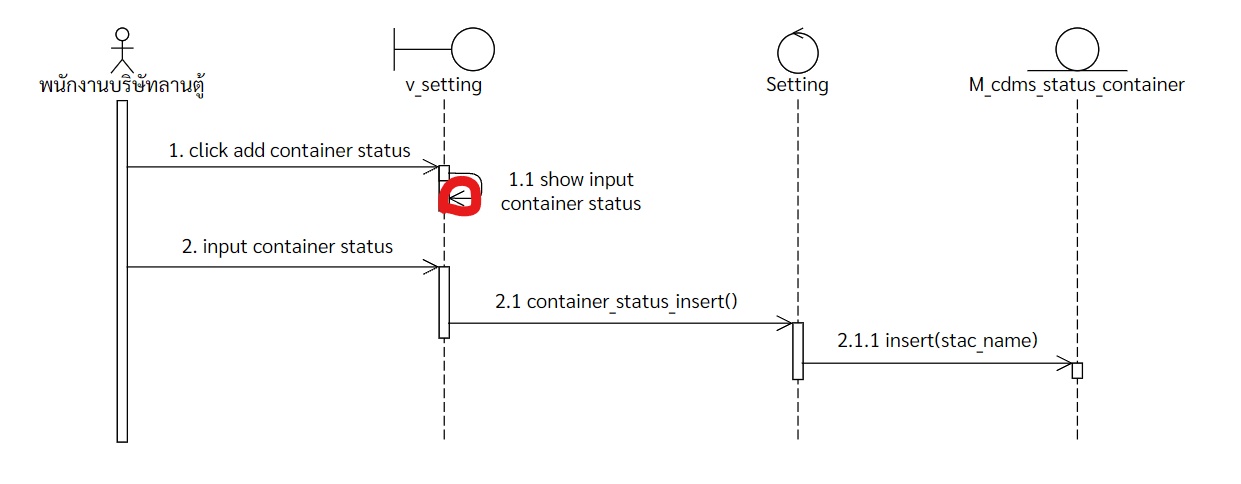 พนักงานบริษัทลานตู้
v_setting
Setting
M_cdms_status_container
1. click add container status
1.1 show input
container status
2. input container status
2.1 container_status_insert()
2.1.1 insert(stac_name)